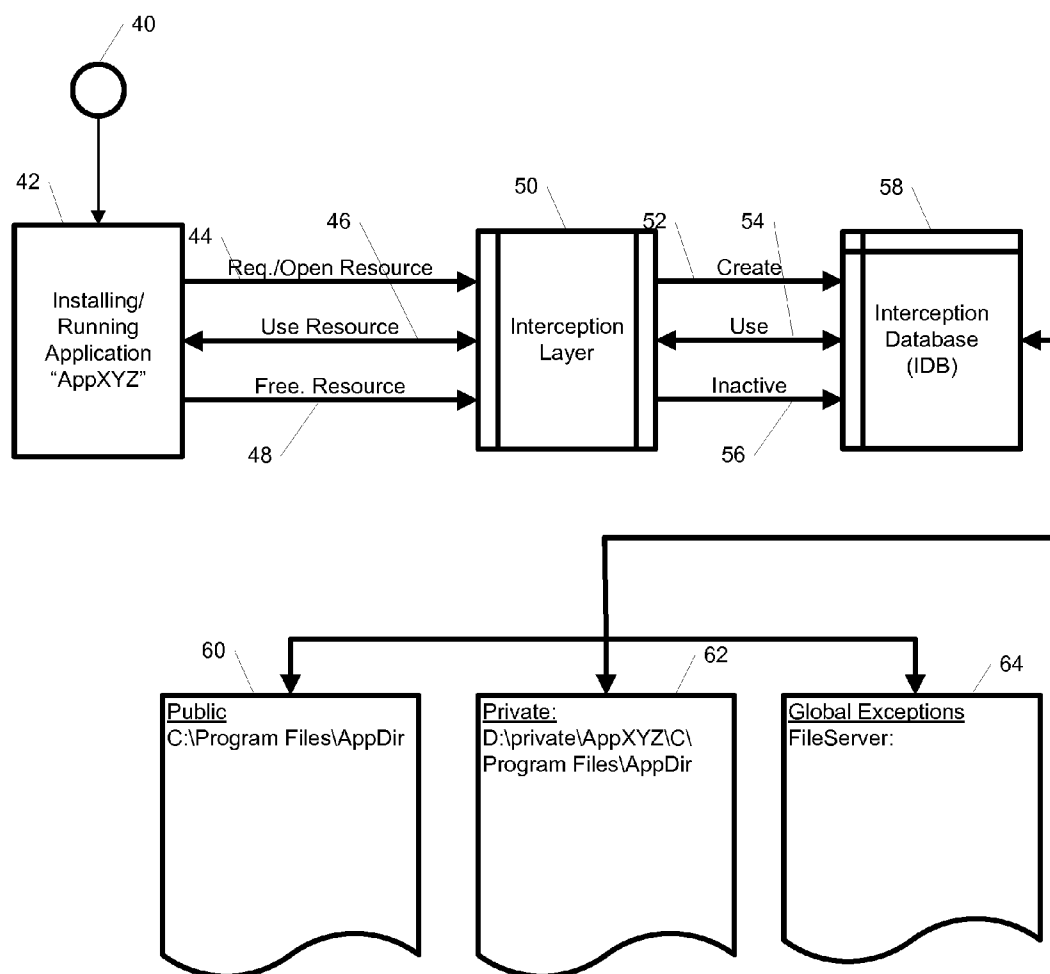 40
42
44
46
50
52
54
58
Installing/
Running
Application
“AppXYZ”
Req./Open Resource
Use Resource
Free. Resource
Interception
Layer
Create
Use
Inactive
Interception
Database
(IDB)
48
56
60
62
64
Public
C:\Program Files\AppDir
Private:
D:\private\AppXYZ\C\
Program Files\AppDir
Global Exceptions
FileServer: